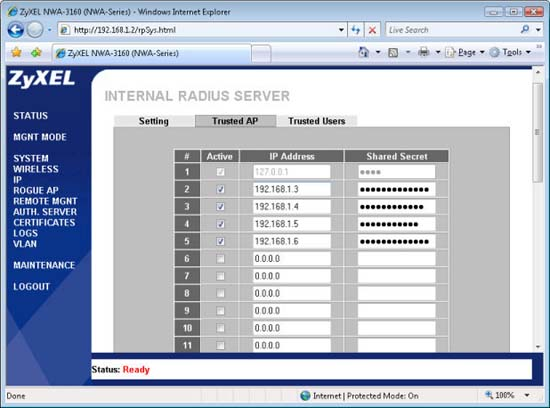 ZyXEL NWA-3160 (NWA-Series) - Windows Internet Explorer
http://192.168.1.2/rpSys.html
Live Search
ZyXEL NWA-3160 (NWA-Series)
Page
Tools
ZyXEL
INTERNAL RADIUS SERVER
Setting Trusted AP Trusted Users
STATUS
MGNT MODE
SYSTEM
WIRELESS
IP
ROGUE AP
REMOTE MGNT
AUTH. SERVER
CERTIFICATES
LOGS
VLAN
MAINTENANCE
LOGOUT
# Active IP Address Shared Secret
1 127.0.0.1 ●●●●
2 192.168.1.3 ●●●●●●●●●●●●●
3 192.168.1.4 ●●●●●●●●●●●●
4 192.168.1.5 ●●●●●●●●●●●
5 192.168.1.6 ●●●●●●●●●●●●●
6 0.0.0.0
7 0.0.0.0
8 0.0.0.0
9 0.0.0.0
10 0.0.0.0
11 0.0.0.0
Status: Ready
Done
Internet | Protected Mode: On
100%